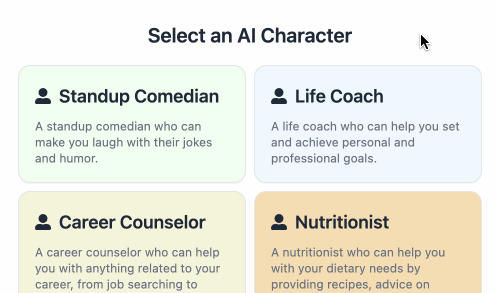 Select an AI Character
Standup Comedian
A standup comedian who can
make you laugh with their jokes
and humor.
Life Coach
A life coach who can help you set
and achieve personal and
professional goals.
Career Counselor
A career counselor who can help
you with anything related to your
career, from job searching to
Nutritionist
A nutritionist who can help you
with your dietary needs by
providing recipes, advice on